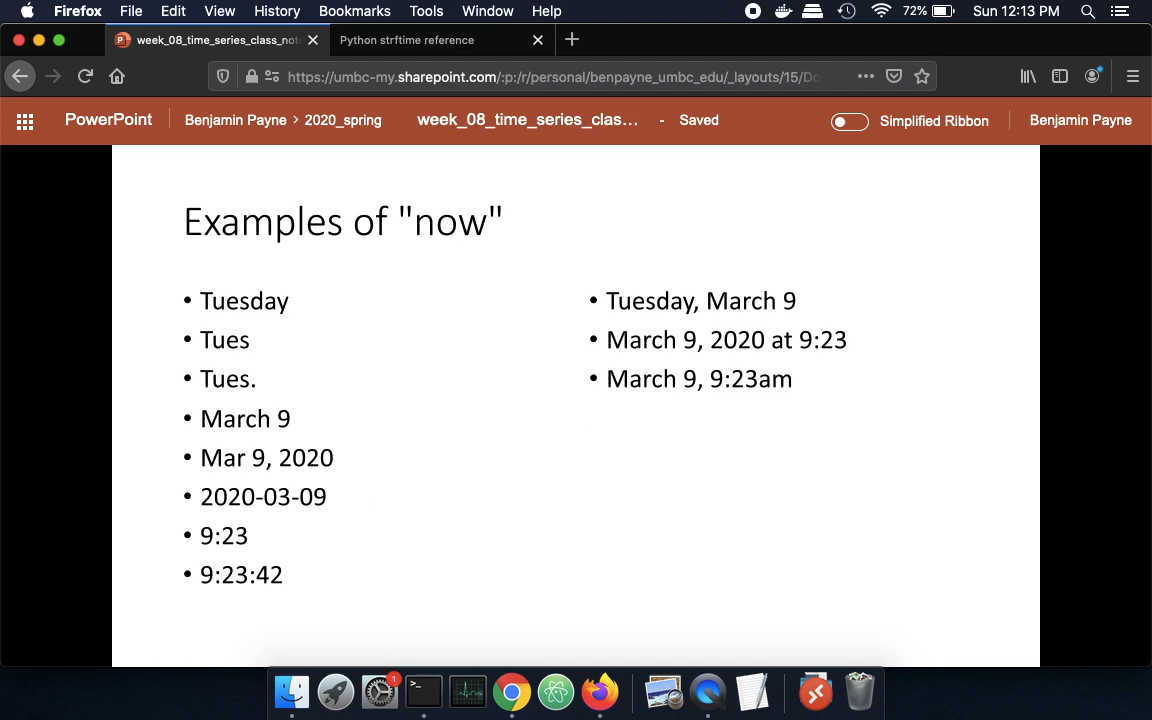 Firefox File Edit View History Bookmarks Tools Window Help 72% Sun 12:13 PM
week_08_time_series_class_not Python strftime reference
https://umbc-my.sharepoint.com/:p:/r/personal/benpayne_umbc_edu/_layouts/15/Do
PowerPoint Benjamin Payne > 2020_spring week_08_time_series_clas... - Saved Simplified Ribbon Benjamin Payne
Examples of "now"
• Tuesday
• Tues
• Tues.
• March 9
• Mar 9, 2020
• 2020-03-09
• 9:23
• 9:23:42
• Tuesday, March 9
• March 9, 2020 at 9:23
• March 9, 9:23am
1